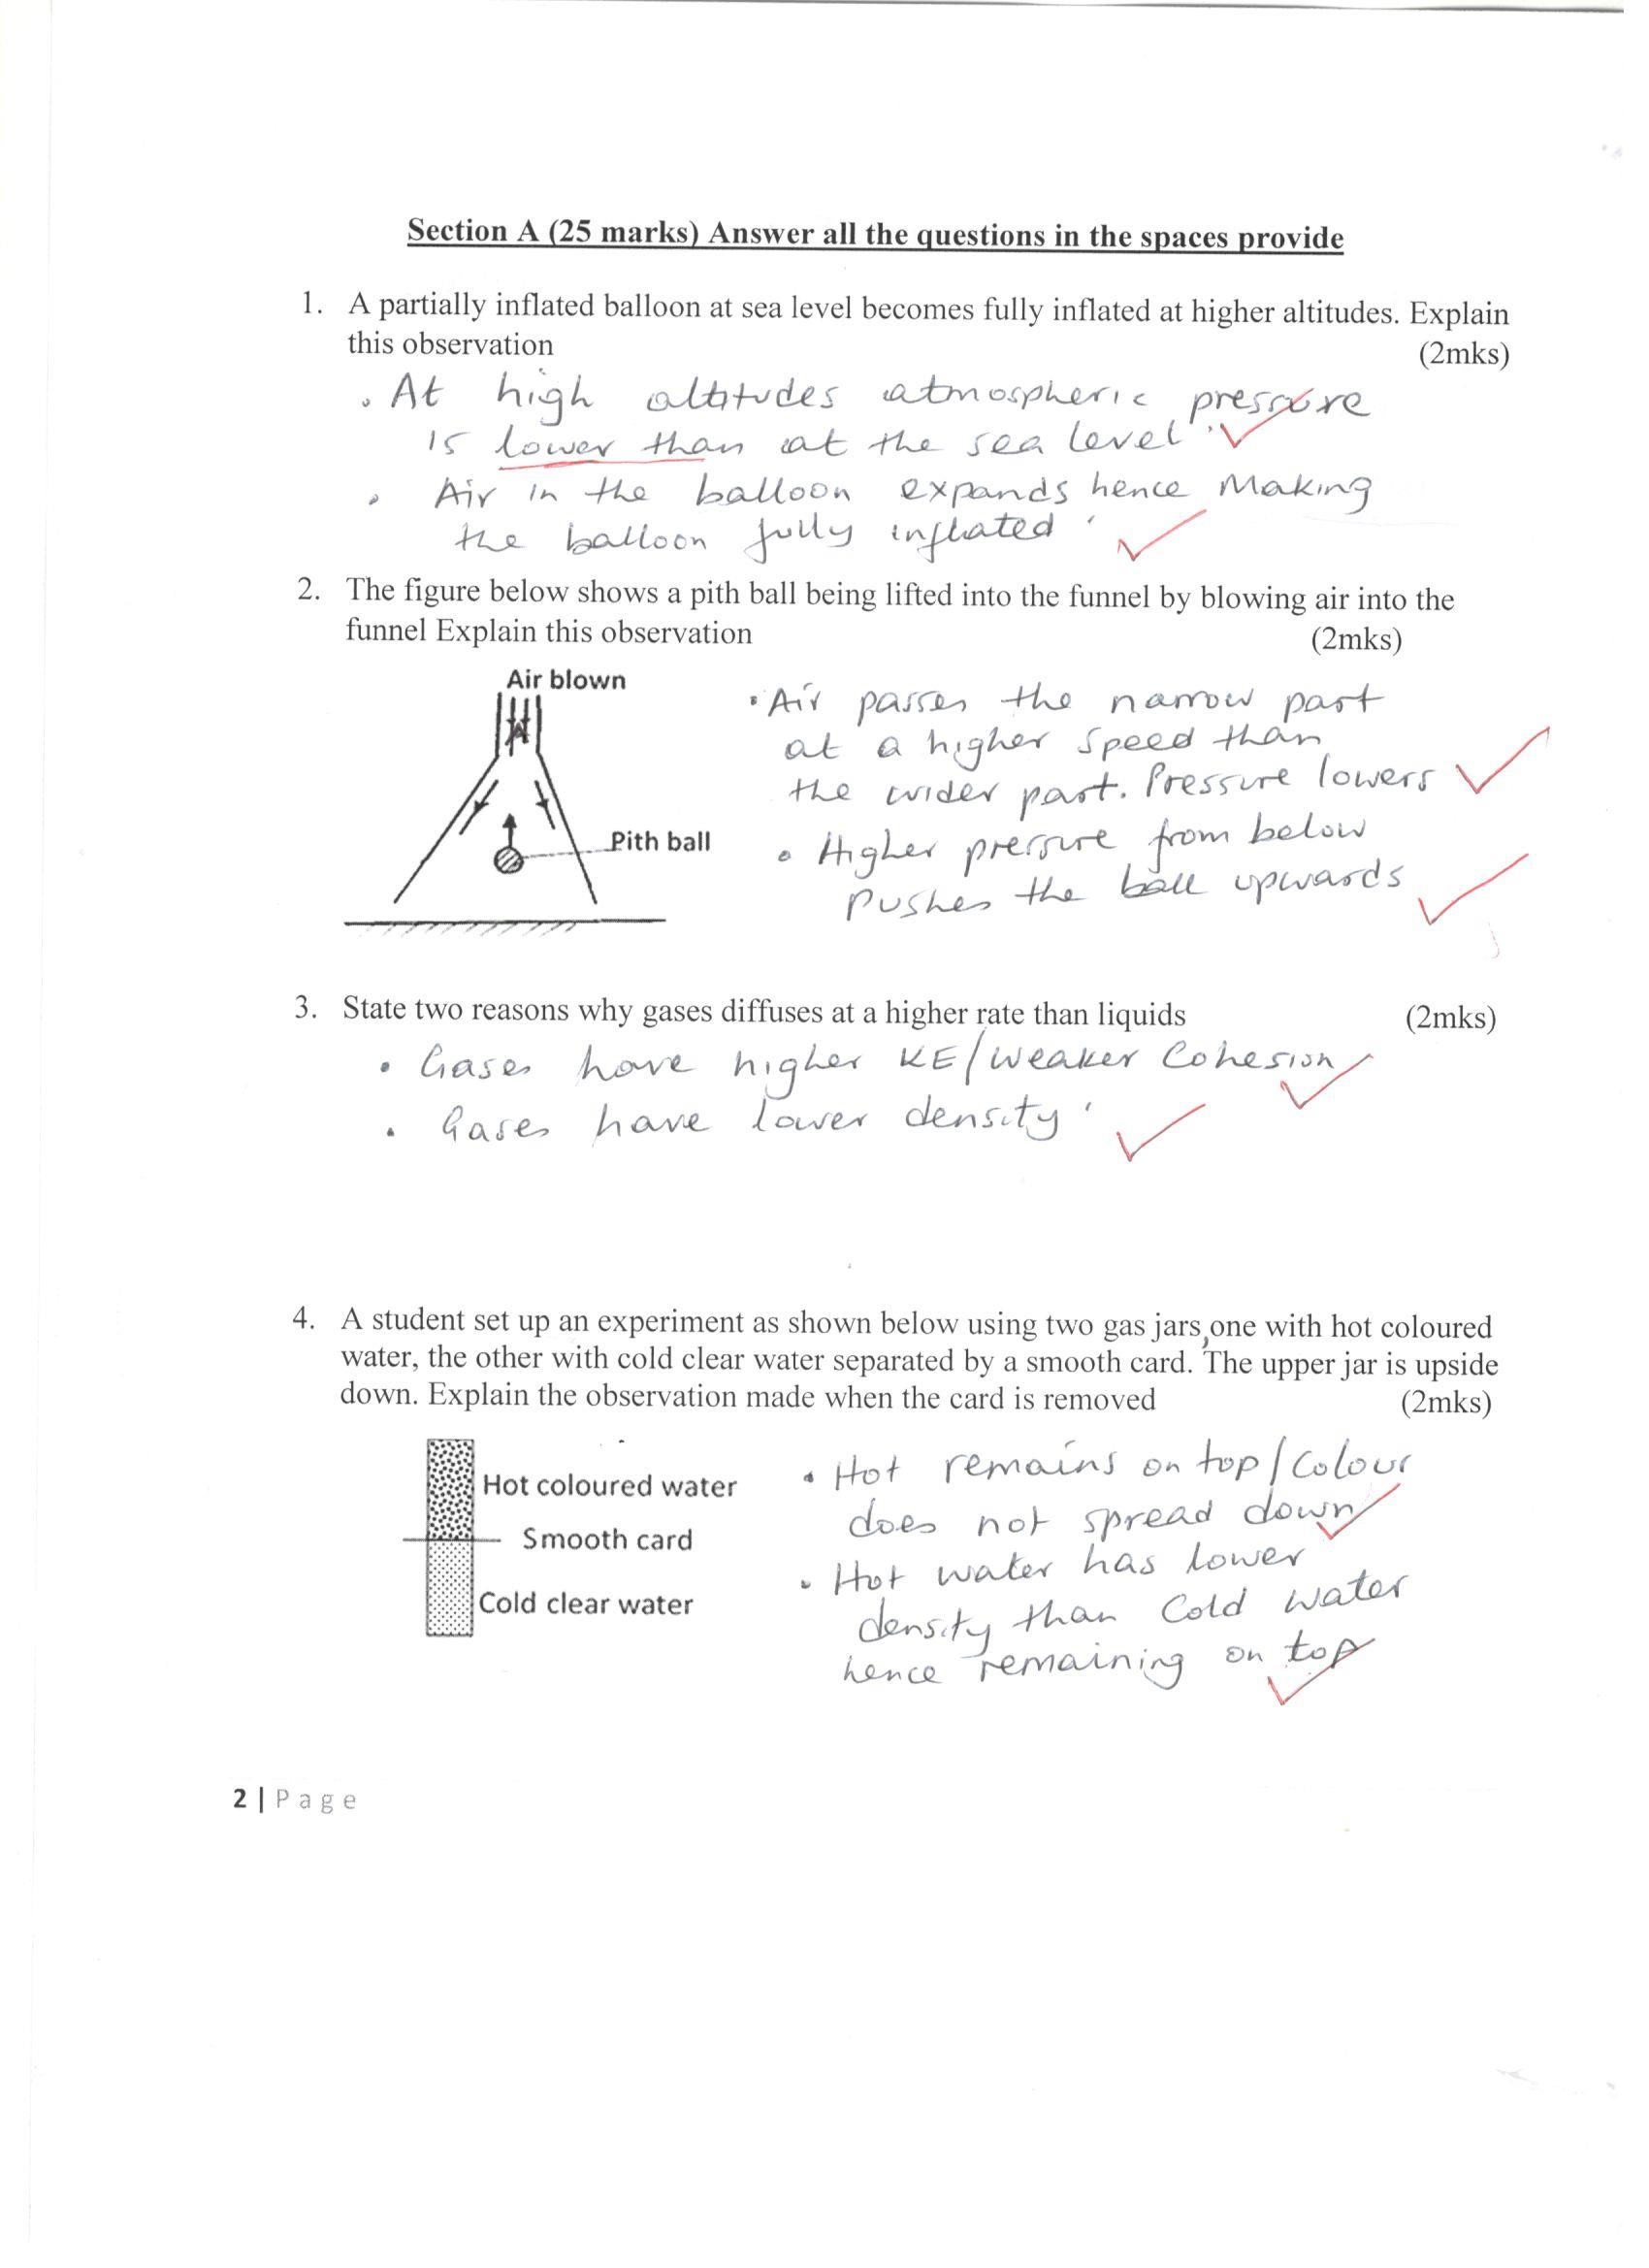 Section A (25 marks) Answer all the questions in the spaces provide
1. A partially inflated balloon at sea level becomes fully inflated at higher altitudes. Explain
this observation (2mks)
• At high altitudes atmospheric pressure
is lower than at the sea level.
• Air in the balloon expands hence Making
the balloon fully inflated
2. The figure below shows a pith ball being lifted into the funnel by blowing air into the
funnel Explain this observation (2mks)
Air blown
Pith ball
• Air passes the narrow part
at a higher speed than
the wider part. Pressure lowers
• Higher pressure from below
pushes the ball upwards
3. State two reasons why gases diffuses at a higher rate than liquids (2mks)
• Gases have higher KE/weaker Cohesion
• Gases have lower density
4. A student set up an experiment as shown below using two gas jars,one with hot coloured
water, the other with cold clear water separated by a smooth card. The upper jar is upside
down. Explain the observation made when the card is removed (2mks)
Hot coloured water
Smooth card
Cold clear water
• Hot remains on top/Colour
does not spread down
• Hot water has lower
density than Cold water
hence remaining on top
2 | Page